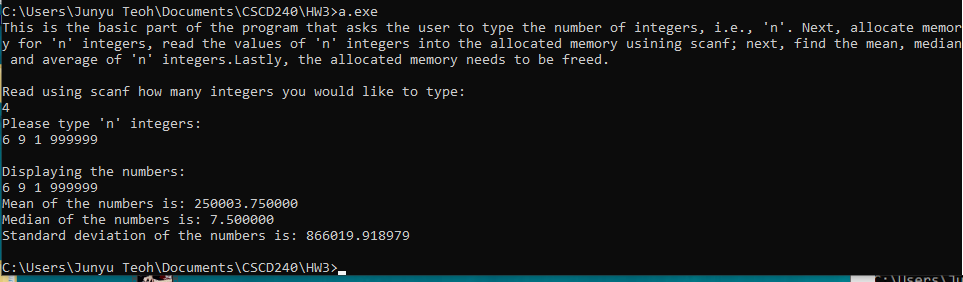 C:\Users\Junyu Teoh\Documents\CSCD240\HW3>a.exe
This is the basic part of the program that asks the user to type the number of integers, i.e., 'n'. Next, allocate memor
y for 'n' integers, read the values of 'n' integers into the allocated memory usining scanf; next, find the mean, median
 and average of 'n' integers.Lastly, the allocated memory needs to be freed.

Read using scanf how many integers you would like to type:
4
Please type 'n' integers:
6 9 1 999999

Displaying the numbers:
6 9 1 999999
Mean of the numbers is: 250003.750000
Median of the numbers is: 7.500000
Standard deviation of the numbers is: 866019.918979

C:\Users\Junyu Teoh\Documents\CSCD240\HW3>